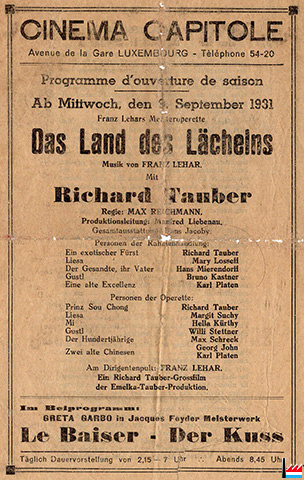 CINEMA CAPITOLE
Avenue de la Gare LUXEMBOURG - Téléphone 54-20
Programme d'ouverture de saison
Ab Mittwoch, den September 1931
Franz Lehars Meisteroperette
Das Land des Lächelns
Musik von FRANZ LEHAR.
Mit
Richard Tauber
Regie: MAX REICHMANN.
Produktionsleitung: Manfred Liebenau.
Gesamtausstattung: Hans Jacoby.
Personen der Rahmenhandlung:
Ein exotischer Fürst Richard Tauber
Liesa Mary Losseff
Der Gesandte, ihr Vater Hans Mierendorff
Gustl Bruno Kastner
Eine alte Excellenz Karl Platen
Personen der Operette:
Prinz Sou Chong Richard Tauber
Liesa Margit Suchy
Mi Hella Kürthy
Gustl Willi Stettner
Der Hundertjährige Max Schreck
Zwei alte Chinesen Georg John
Karl Platen
Am Dirigentenpult: FRANZ LEHAR.
Ein Richard Tauber-Grossfilm
der Emelka-Tauber-Produktion.
Im Beiprogramm:
GRETA GARBO in Jacques Feyder Meisterwerk
Le Baiser - Der Kuss
Täglich Dauervorstellung von 2,15 - 7 Uhr Abends 8,45 Uhr